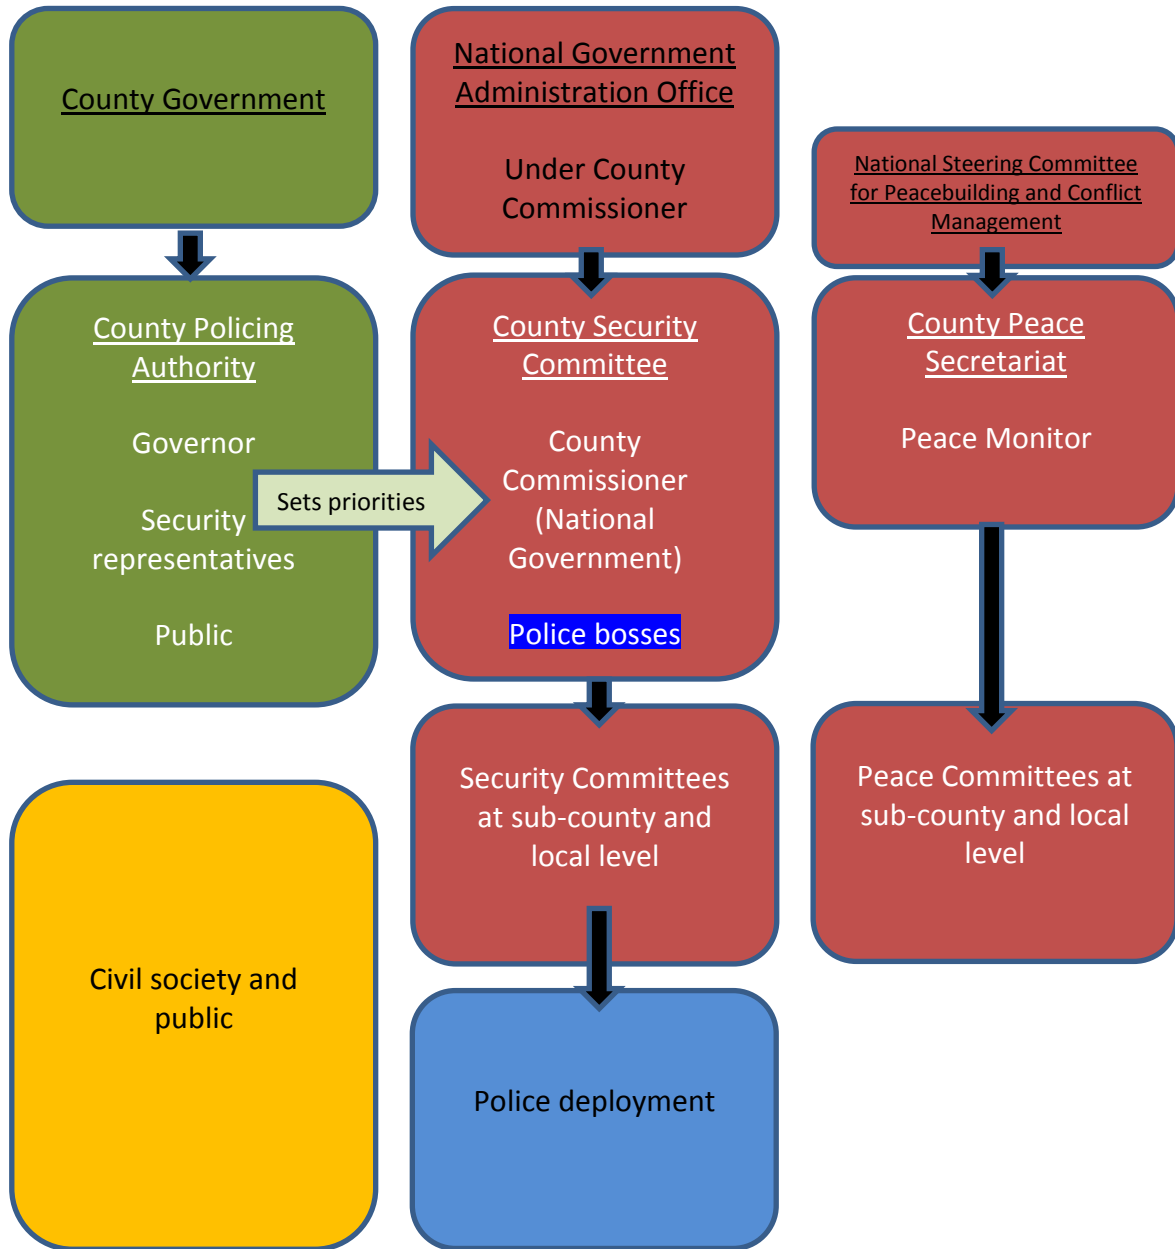 County Government
National Government
Administration Office
Under County
Commissioner
National Steering Committee
for Peacebuilding and Conflict
Management
County Policing
Authority
Governor
Security
representatives
Public
Sets priorities
County Security
Committee
County
Commissioner
(National
Government)
Police bosses
County Peace
Secretariat
Peace Monitor
Security Committees
at sub-county and
local level
Peace Committees at
sub-county and local
level
Civil society and
public
Police deployment